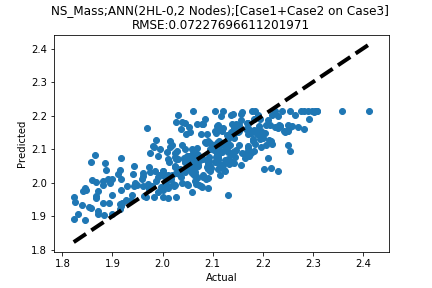 NS_Mass;ANN(2HL-0,2 Nodes);[Case1+Case2 on Case3]
RMSE:0.07227696611201971
2.4
2.3
2.2
2.1
2.0
1.9
1.8
Predicted
1.8 1.9 2.0 2.1 2.2 2.3 2.4
Actual